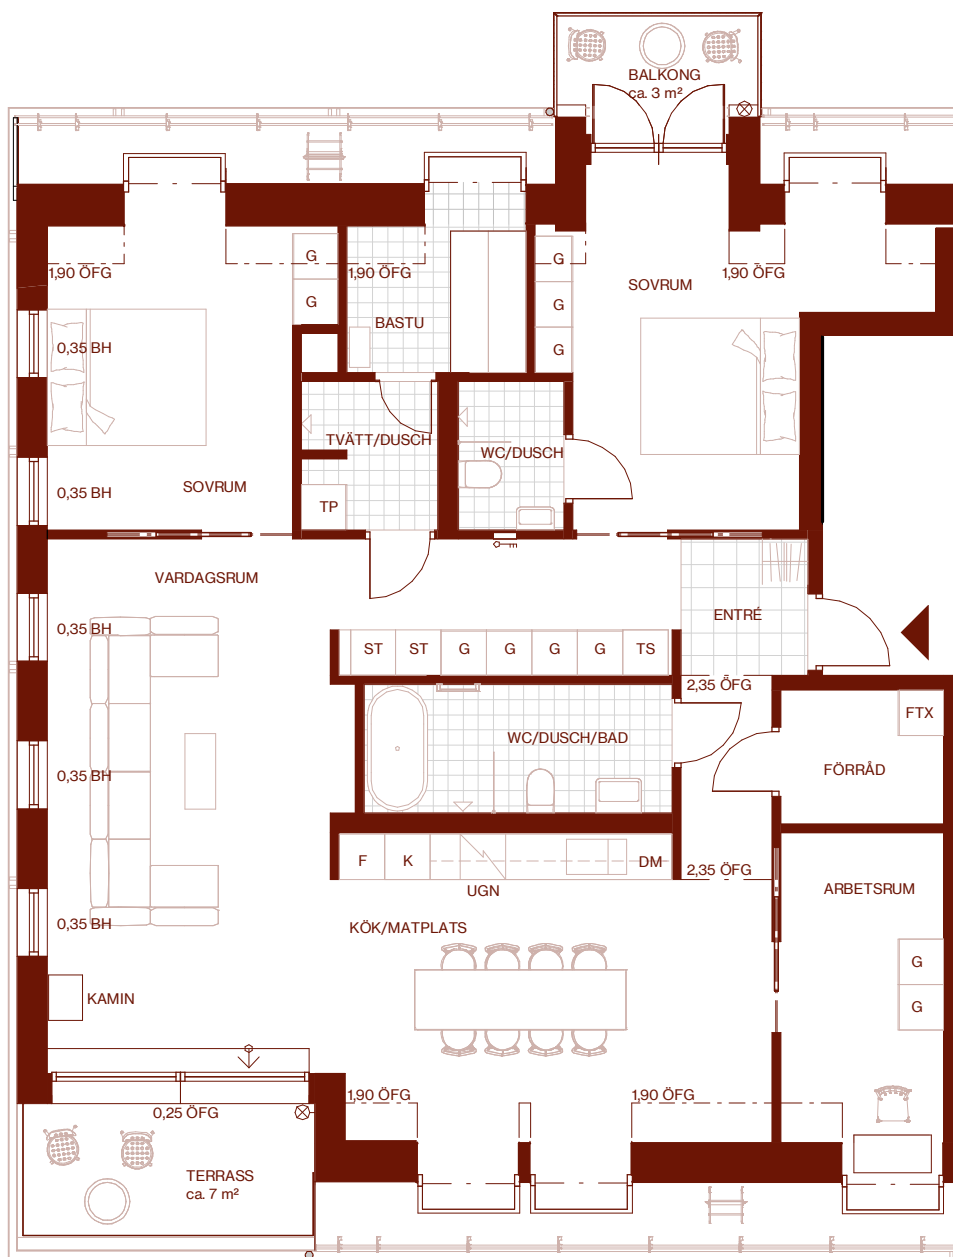 BALKONG
ca. 3 m²
G
G
1,90 ÖFG
1,90 ÖFG
G
G
G
SOVRUM
1,90 ÖFG
BASTU
0,35 BH
TVÄTT/DUSCH
WC/DUSCH
SOVRUM
0,35 BH
TP
VARDAGSRUM
ENTRÉ
0,35 BH
ST
ST
G
G
G
G
TS
2,35 ÖFG
FTX
WC/DUSCH/BAD
FÖRRÅD
0,35 BH
F
K
DM
UGN
2,35 ÖFG
ARBETSRUM
0,35 BH
KÖK/MATPLATS
G
G
KAMIN
1,90 ÖFG
1,90 ÖFG
0,25 ÖFG
TERRASS
ca. 7 m²